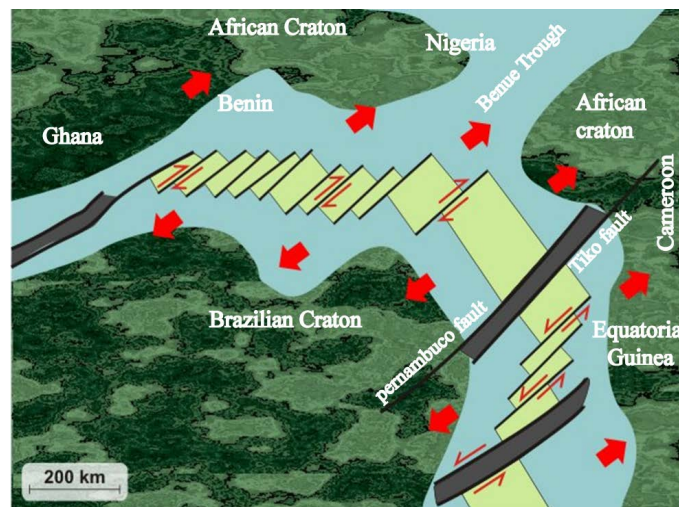 African Craton
Nigeria
Benue Trough
Benin
African
craton
Ghana
Cameroon
Tiko fault
Brazilian Craton
pernambuco fault
Equatoria
Guinea
200 km